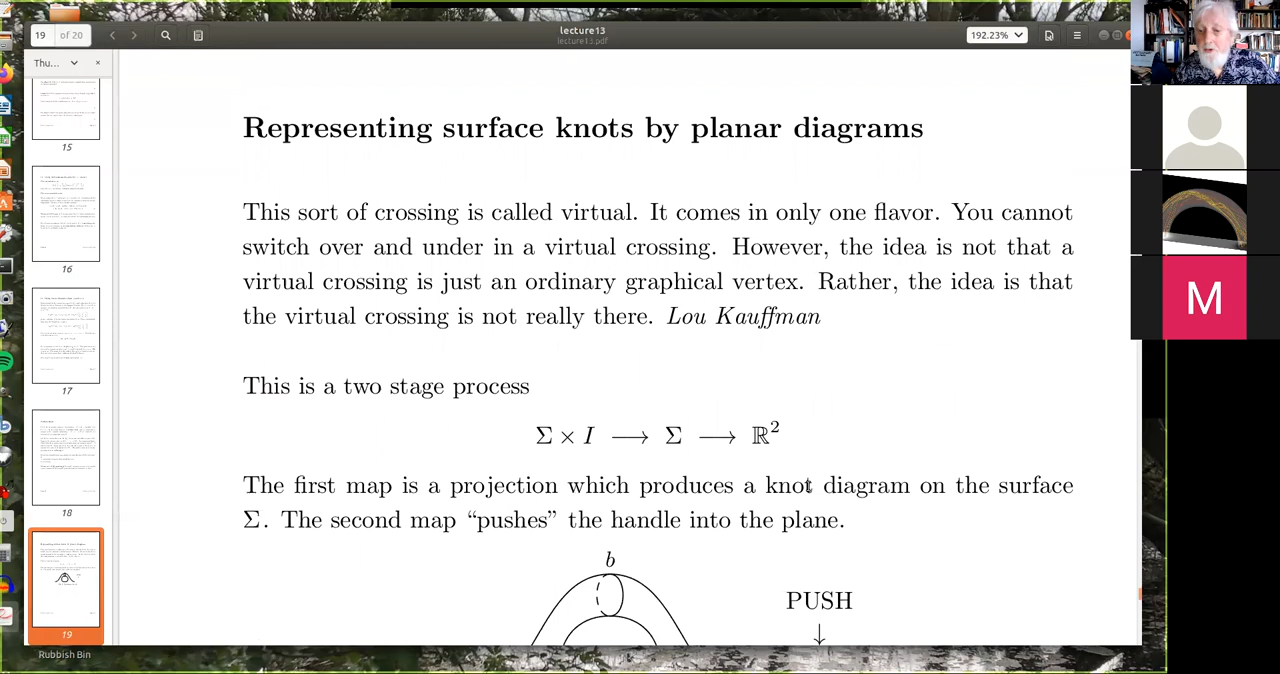 19 of 20
lecture13
lecture13.pdf
192.23%
Thu...
15
16
17
18
19
Rubbish Bin
Representing surface knots by planar diagrams
This sort of crossing is called virtual. It comes in only one flavor. You cannot
switch over and under in a virtual crossing. However, the idea is not that a
virtual crossing is just an ordinary graphical vertex. Rather, the idea is that
the virtual crossing is not really there. Lou Kauffman
This is a two stage process
Σ × I ⟶ Σ ⟶ ℝ²
The first map is a projection which produces a knot diagram on the surface
Σ. The second map “pushes” the handle into the plane.
b
PUSH
↓
M